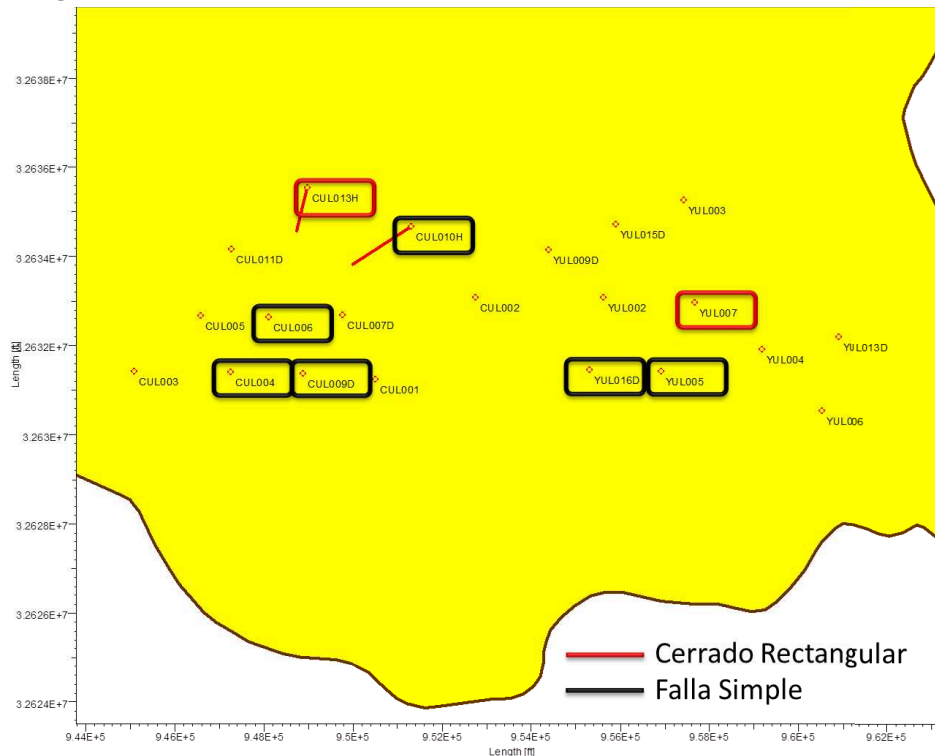 3.2638E+7
3.2636E+7
3.2634E+7
3.2632E+7
3.263E+7
3.2628E+7
3.2626E+7
3.2624E+7
Length [ft]
CUL013H
CUL010H
YUL003
YUL015D
CUL011D
YUL009D
CUL002
YUL002
YUL007
CUL005
CUL006
CUL007D
YUL013D
YUL004
CUL003
CUL004
CUL009D
CUL001
YUL016D
YUL005
YUL006
Cerrado Rectangular
Falla Simple
9.44E+5
9.46E+5
9.48E+5
9.5E+5
9.52E+5
9.54E+5
9.56E+5
9.58E+5
9.6E+5
9.62E+5
Length [ft]